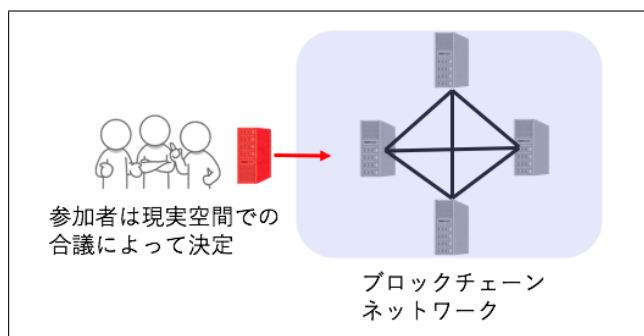 参加者は現実空間での
合議によって決定
ブロックチェーン
ネットワーク